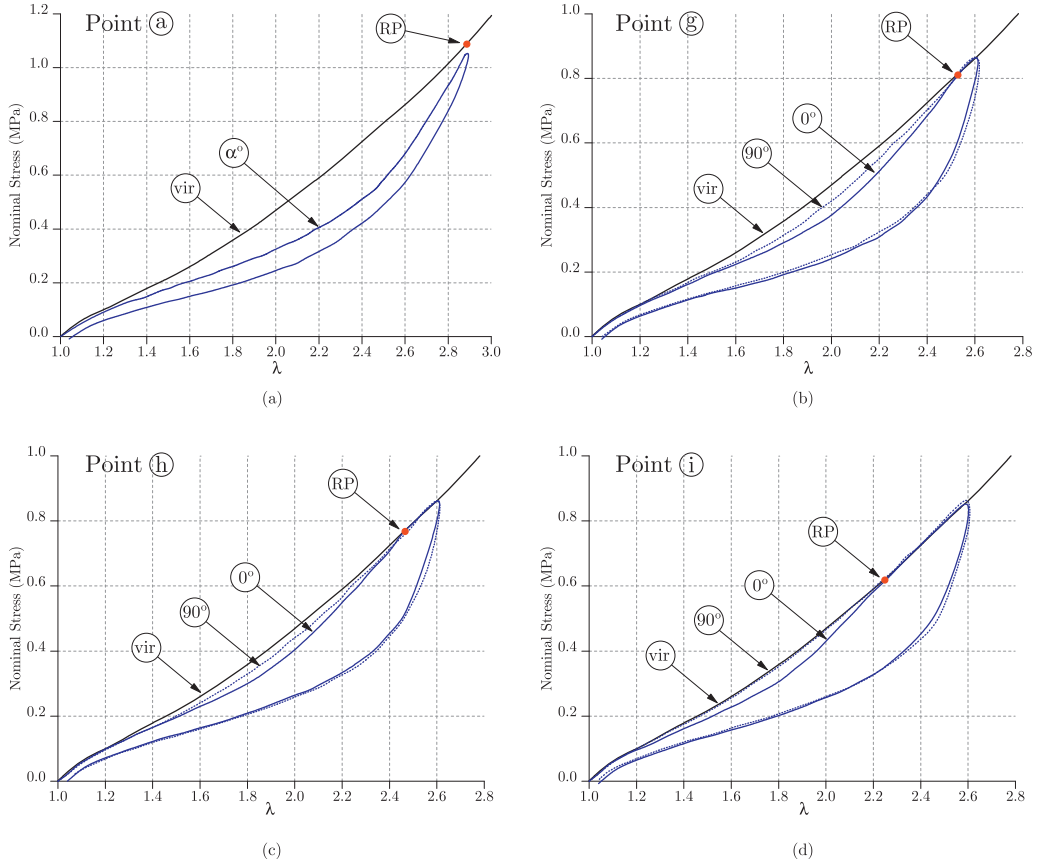 Point ⓐ
RP
αº
vir
Nominal Stress (MPa)
1.2
1.0
0.8
0.6
0.4
0.2
0.0
1.0 1.2 1.4 1.6 1.8 2.0 2.2 2.4 2.6 2.8 3.0
λ
(a)
Point ⓖ
RP
0º
90º
vir
Nominal Stress (MPa)
1.0
0.8
0.6
0.4
0.2
0.0
1.0 1.2 1.4 1.6 1.8 2.0 2.2 2.4 2.6 2.8
λ
(b)
Point ⓗ
RP
0º
90º
vir
Nominal Stress (MPa)
1.0
0.8
0.6
0.4
0.2
0.0
1.0 1.2 1.4 1.6 1.8 2.0 2.2 2.4 2.6 2.8
λ
(c)
Point ⓘ
RP
0º
90º
vir
Nominal Stress (MPa)
1.0
0.8
0.6
0.4
0.2
0.0
1.0 1.2 1.4 1.6 1.8 2.0 2.2 2.4 2.6 2.8
λ
(d)